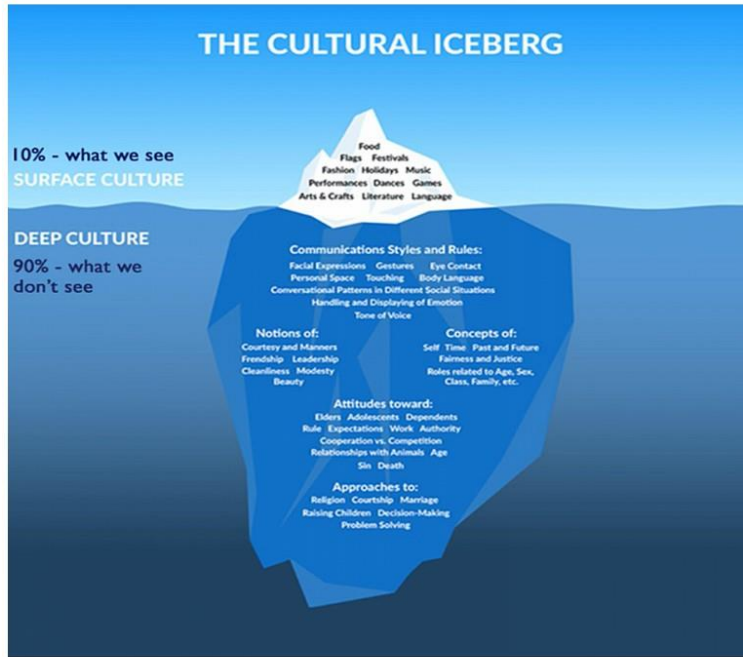 THE CULTURAL ICEBERG
10% - what we see
SURFACE CULTURE
Food
Flags Festivals
Fashion Holidays Music
Performances Dances Games
Arts & Crafts Literature Language
DEEP CULTURE
90% - what we
don't see
Communications Styles and Rules:
Facial Expressions Gestures Eye Contact
Personal Space Touching Body Language
Conversational Patterns in Different Social Situations
Handling and Displaying of Emotion
Tone of Voice
Notions of:
Courtesy and Manners
Frendship Leadership
Cleanliness Modesty
Beauty
Concepts of:
Self Time Past and Future
Fairness and Justice
Roles related to Age, Sex,
Class, Family, etc.
Attitudes toward:
Elders Adolescents Dependents
Rule Expectations Work Authority
Cooperation vs. Competition
Relationships with Animals Age
Sin Death
Approaches to:
Religion Courtship Marriage
Raising Children Decision-Making
Problem Solving